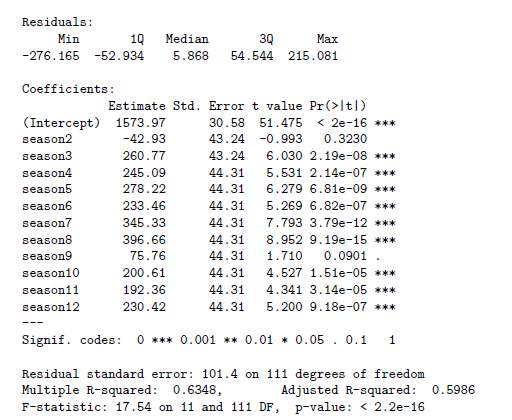 Residuals:
     Min       1Q   Median       3Q      Max
-276.165  -52.934    5.868   54.544  215.081

Coefficients:
            Estimate Std. Error t value Pr(>|t|)
(Intercept)  1573.97      30.58  51.475  < 2e-16 ***
season2       -42.93      43.24  -0.993   0.3230
season3       260.77      43.24   6.030 2.19e-08 ***
season4       245.09      44.31   5.531 2.14e-07 ***
season5       278.22      44.31   6.279 6.81e-09 ***
season6       233.46      44.31   5.269 6.82e-07 ***
season7       345.33      44.31   7.793 3.79e-12 ***
season8       396.66      44.31   8.952 9.19e-15 ***
season9        75.76      44.31   1.710   0.0901 .
season10      200.61      44.31   4.527 1.51e-05 ***
season11      192.36      44.31   4.341 3.14e-05 ***
season12      230.42      44.31   5.200 9.18e-07 ***
---
Signif. codes:  0 *** 0.001 ** 0.01 * 0.05 . 0.1   1

Residual standard error: 101.4 on 111 degrees of freedom
Multiple R-squared:  0.6348,        Adjusted R-squared:  0.5986
F-statistic: 17.54 on 11 and 111 DF,  p-value: < 2.2e-16